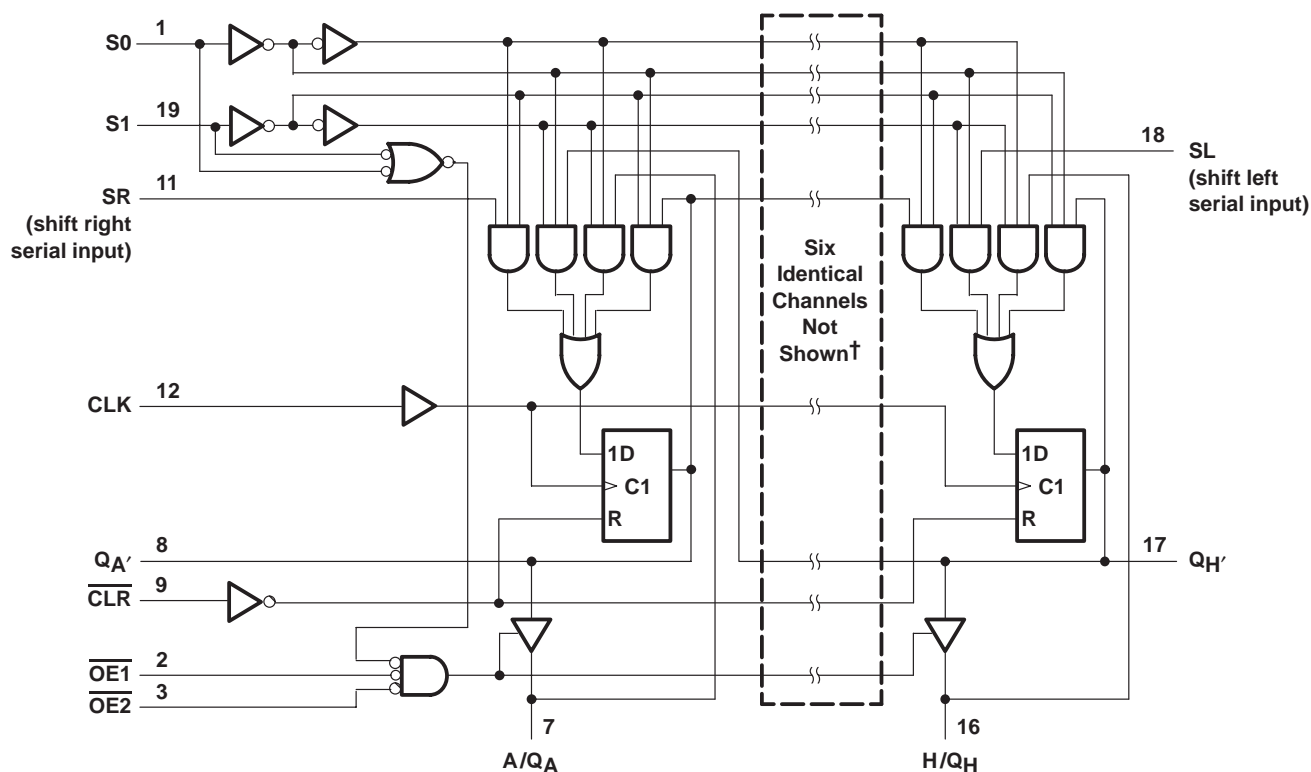 S0
1
S1
19
SR
11
(shift right
serial input)
18
SL
(shift left
serial input)
Six
Identical
Channels
Not
Shown†
CLK
12
1D
C1
R
1D
C1
R
QA′
8
17
QH′
CLR
9
OE1
2
OE2
3
7
A/QA
16
H/QH